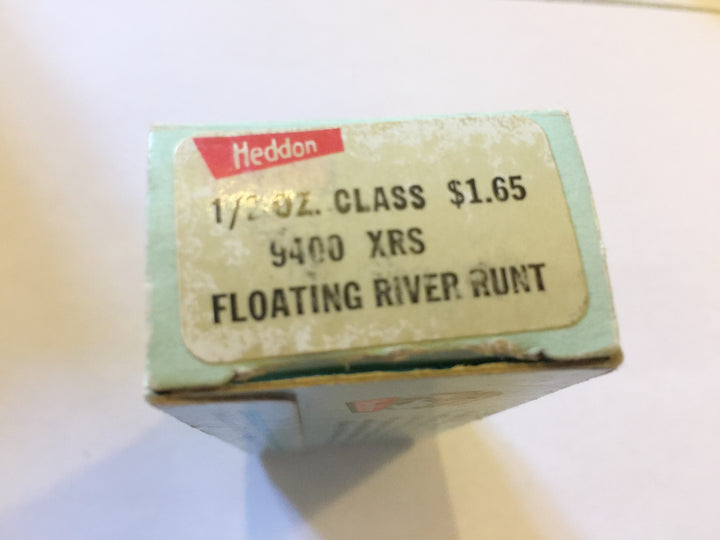 Heddon
1/2 OZ. CLASS $1.65
9400 XRS
FLOATING RIVER RUNT